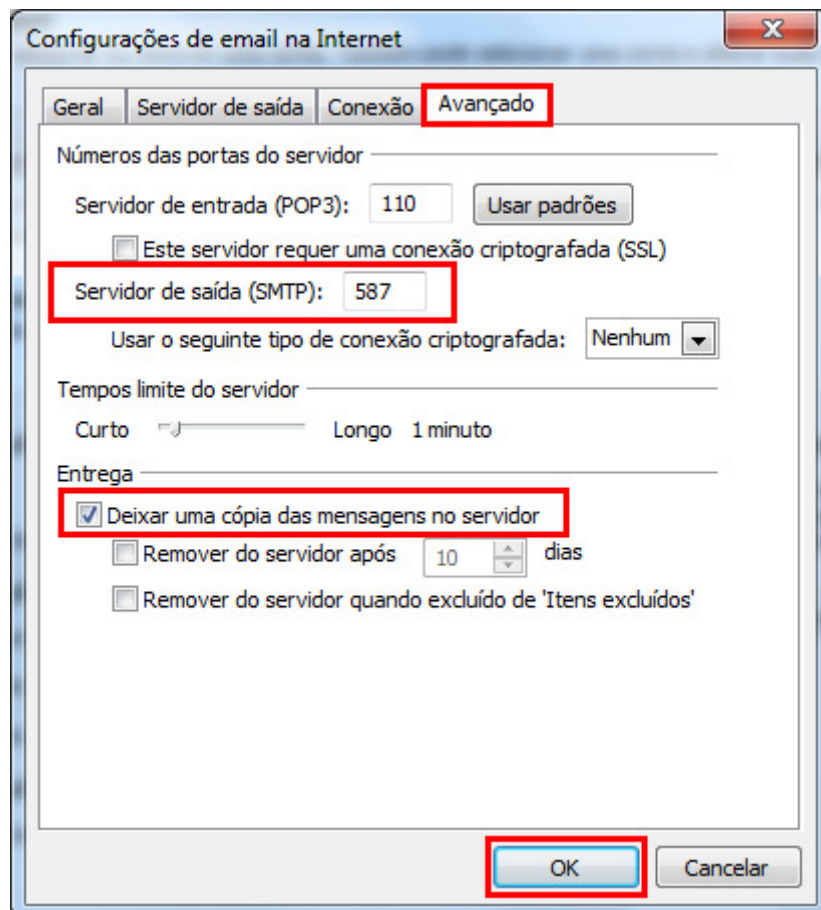 Configurações de email na Internet
Geral Servidor de saída Conexão Avançado
Números das portas do servidor
Servidor de entrada (POP3): 110 Usar padrões
Este servidor requer uma conexão criptografada (SSL)
Servidor de saída (SMTP): 587
Usar o seguinte tipo de conexão criptografada: Nenhum
Tempos limite do servidor
Curto Longo 1 minuto
Entrega
Deixar uma cópia das mensagens no servidor
Remover do servidor após 10 dias
Remover do servidor quando excluído de 'Itens excluídos'
OK Cancelar